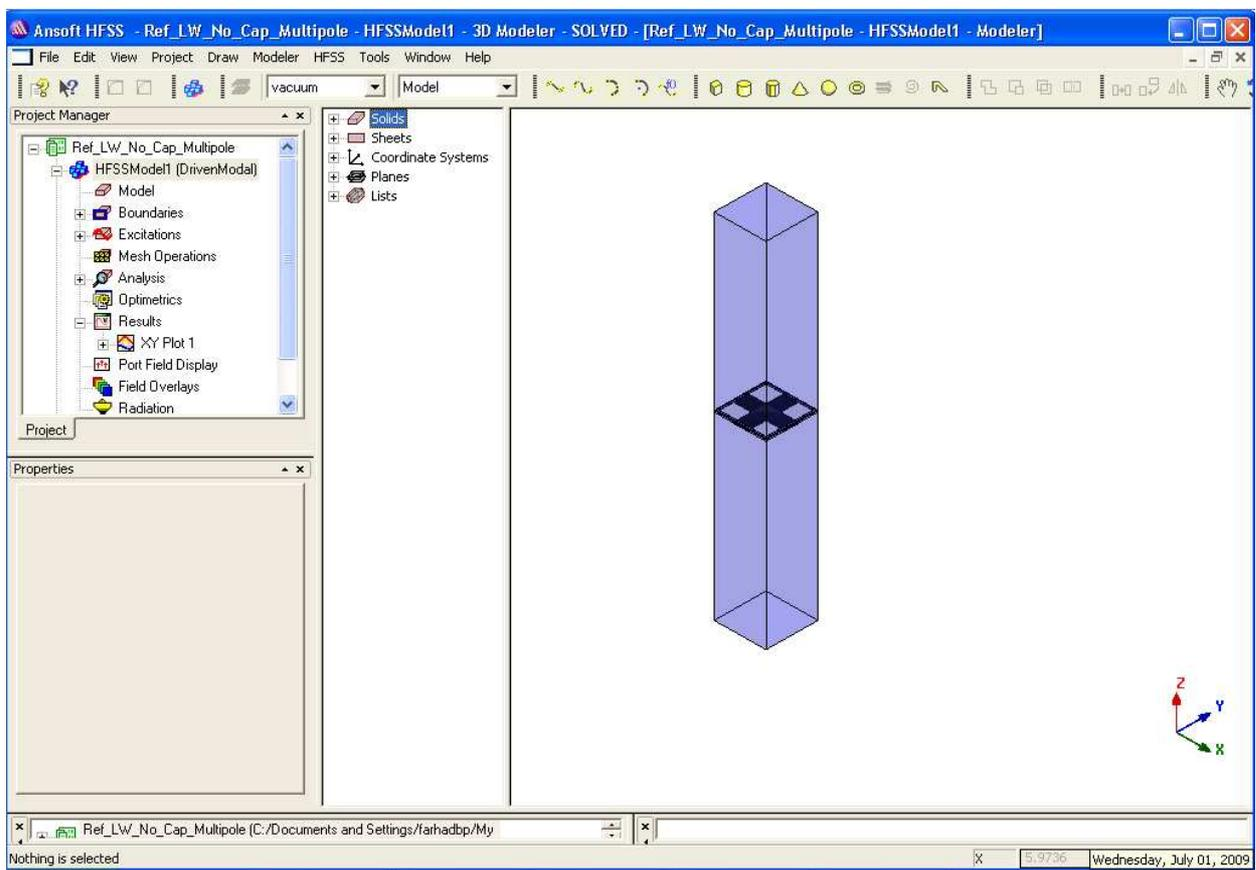 Ansoft HFSS - Ref_LW_No_Cap_Multipole - HFSSModel1 - 3D Modeler - SOLVED - [Ref_LW_No_Cap_Multipole - HFSSModel1 - Modeler]
File Edit View Project Draw Modeler HFSS Tools Window Help
vacuum Model
Project Manager
Ref_LW_No_Cap_Multipole
HFSSModel1 (DrivenModal)
Model
Boundaries
Excitations
Mesh Operations
Analysis
Optimetrics
Results
XY Plot 1
Port Field Display
Field Overlays
Radiation
Project
Properties
Solids
Sheets
Coordinate Systems
Planes
Lists
Z
Y
X
Ref_LW_No_Cap_Multipole (C:/Documents and Settings/farhadbp/My
Nothing is selected
X 5.9736 Wednesday, July 01, 2009